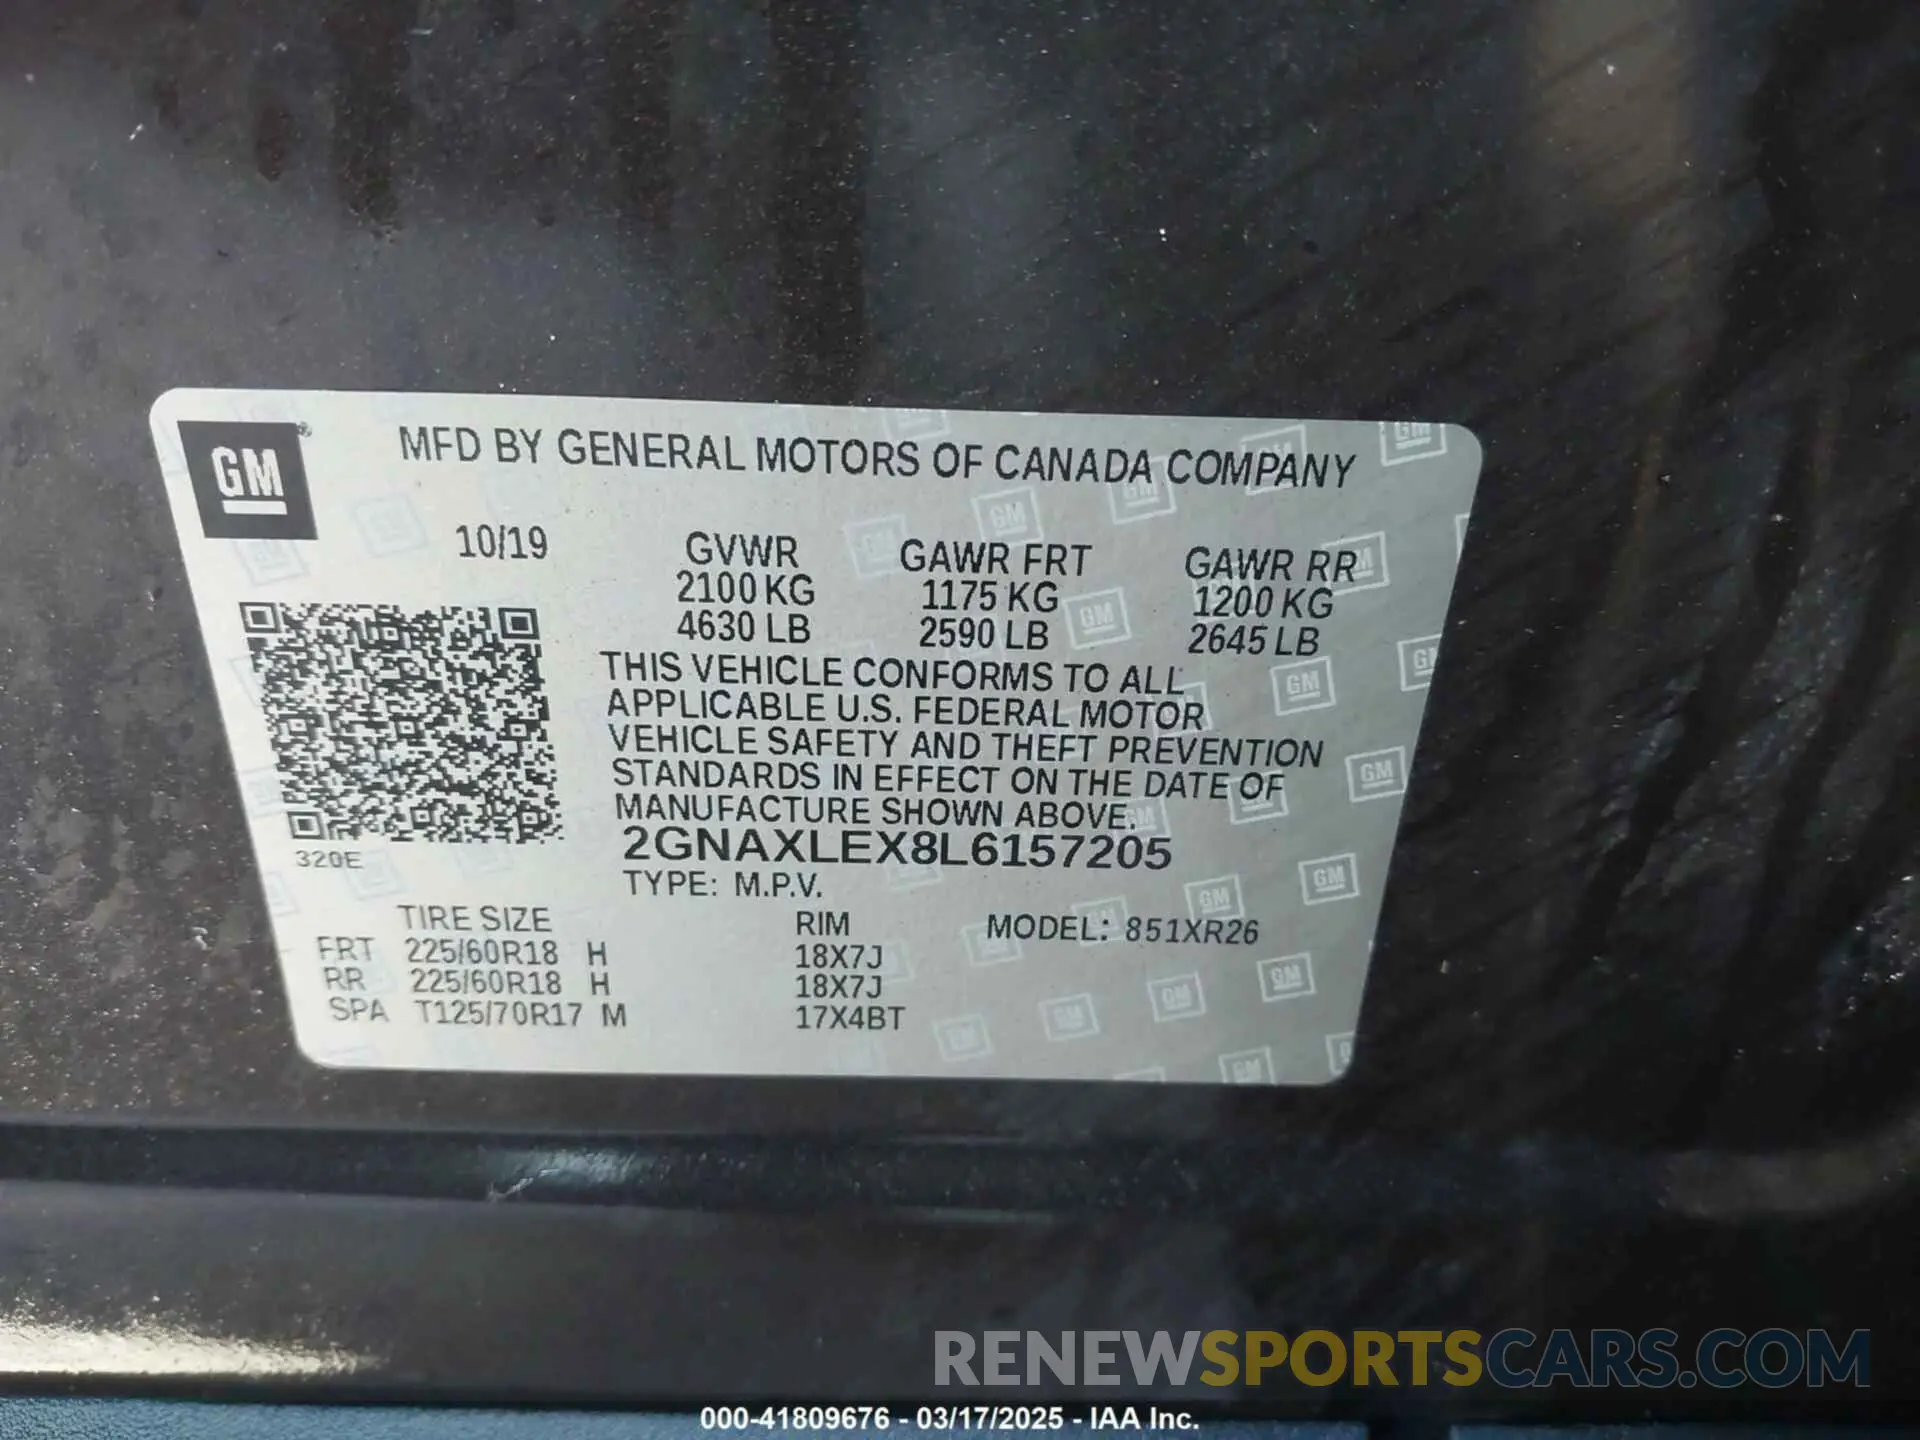 GM
MFD BY GENERAL MOTORS OF CANADA COMPANY
10/19
GVWR GAWR FRT GAWR RR
2100 KG 1175 KG 1200 KG
4630 LB 2590 LB 2645 LB
THIS VEHICLE CONFORMS TO ALL
APPLICABLE U.S. FEDERAL MOTOR
VEHICLE SAFETY AND THEFT PREVENTION
STANDARDS IN EFFECT ON THE DATE OF
MANUFACTURE SHOWN ABOVE.
320E
2GNAXLEX8L6157205
TYPE: M.P.V.
TIRE SIZE RIM MODEL: 851XR26
FRT 225/60R18 H 18X7J
RR 225/60R18 H 18X7J
SPA T125/70R17 M 17X4BT
RENEWSPORTSCARS.COM
000-41809676 - 03/17/2025 - IAA Inc.